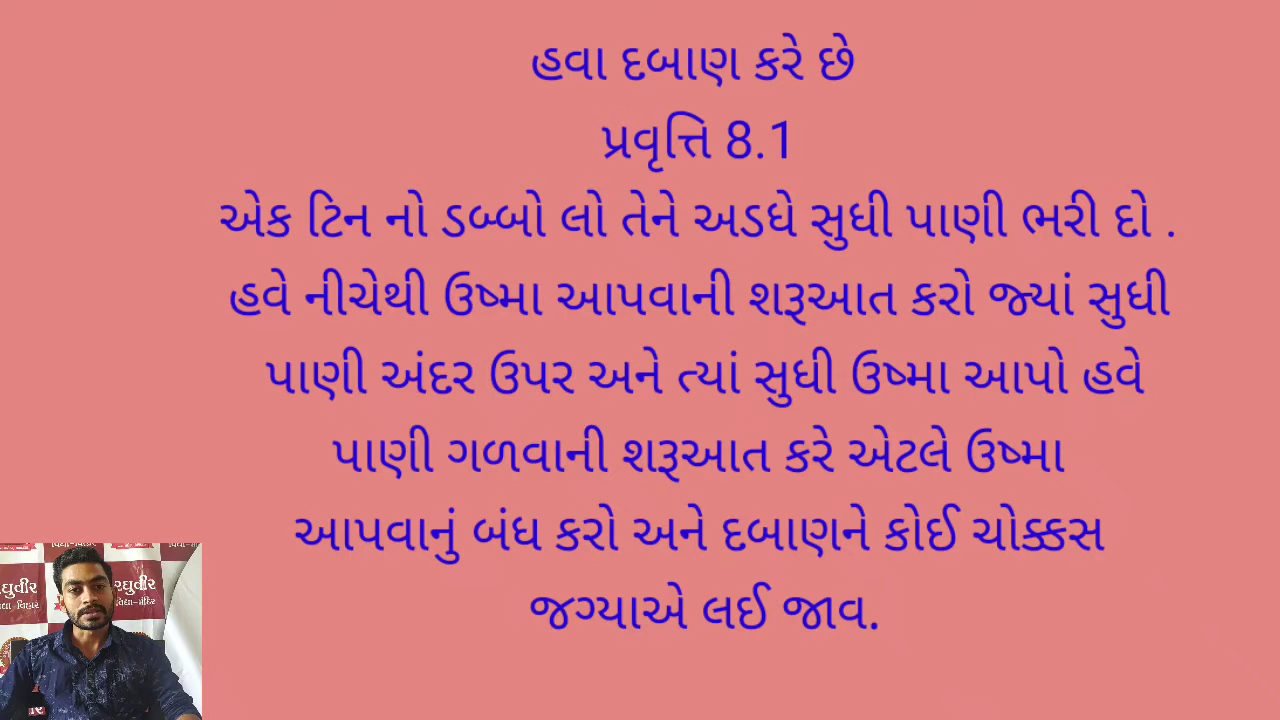 હવા દબાણ કરે છે
પ્રવૃત્તિ 8.1
એક ટિન નો ડબ્બો લો તેને અડધે સુધી પાણી ભરી દો .
હવે નીચેથી ઉષ્મા આપવાની શરૂઆત કરો જ્યાં સુધી
પાણી અંદર ઉપર અને ત્યાં સુધી ઉષ્મા આપો હવે
પાણી ગળવાની શરૂઆત કરે એટલે ઉષ્મા
આપવાનું બંધ કરો અને દબાણને કોઈ ચોક્કસ
જગ્યાએ લઈ જાવ.
રઘુવીર
વિદ્યા-મંદિર